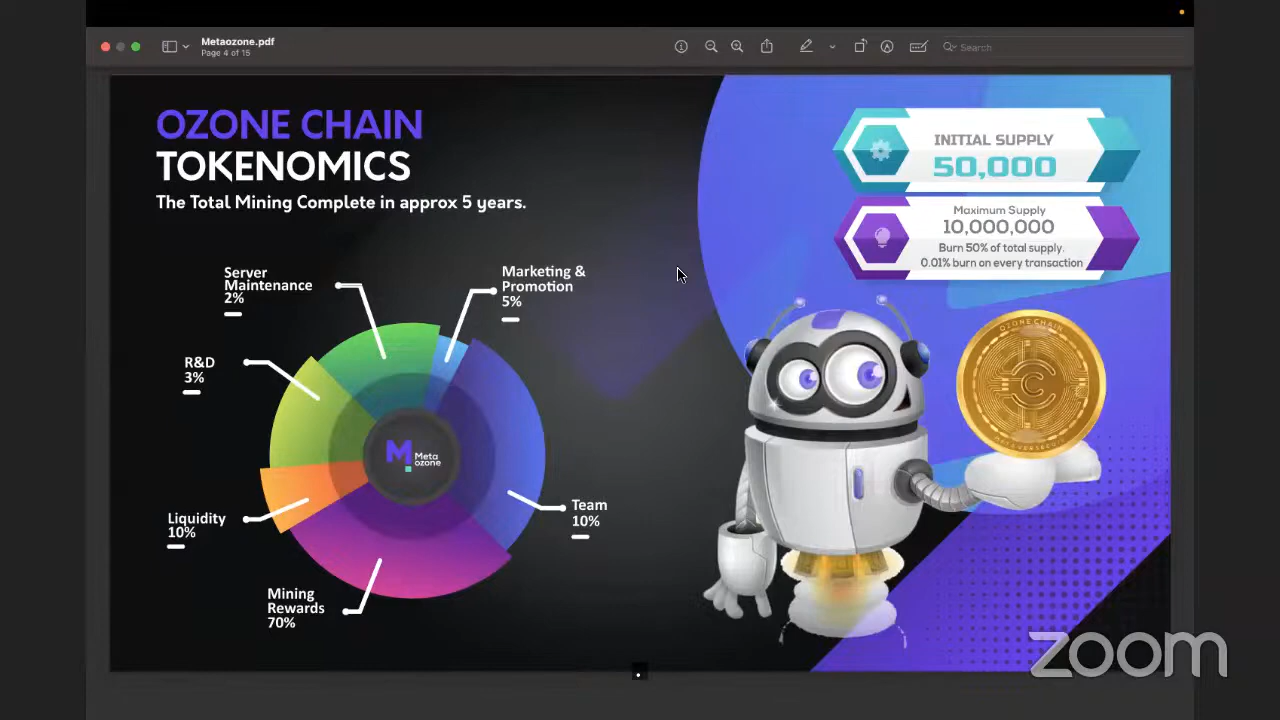 Metaozone.pdf
Page 4 of 15
Search
OZONE CHAIN
TOKENOMICS
The Total Mining Complete in approx 5 years.
INITIAL SUPPLY
50,000
Maximum Supply
10,000,000
Burn 50% of total supply.
0.01% burn on every transaction
Server
Maintenance
2%
Marketing &
Promotion
5%
R&D
3%
Liquidity
10%
Mining
Rewards
70%
Team
10%
M Meta
ozone
OZONE CHAIN
zoom